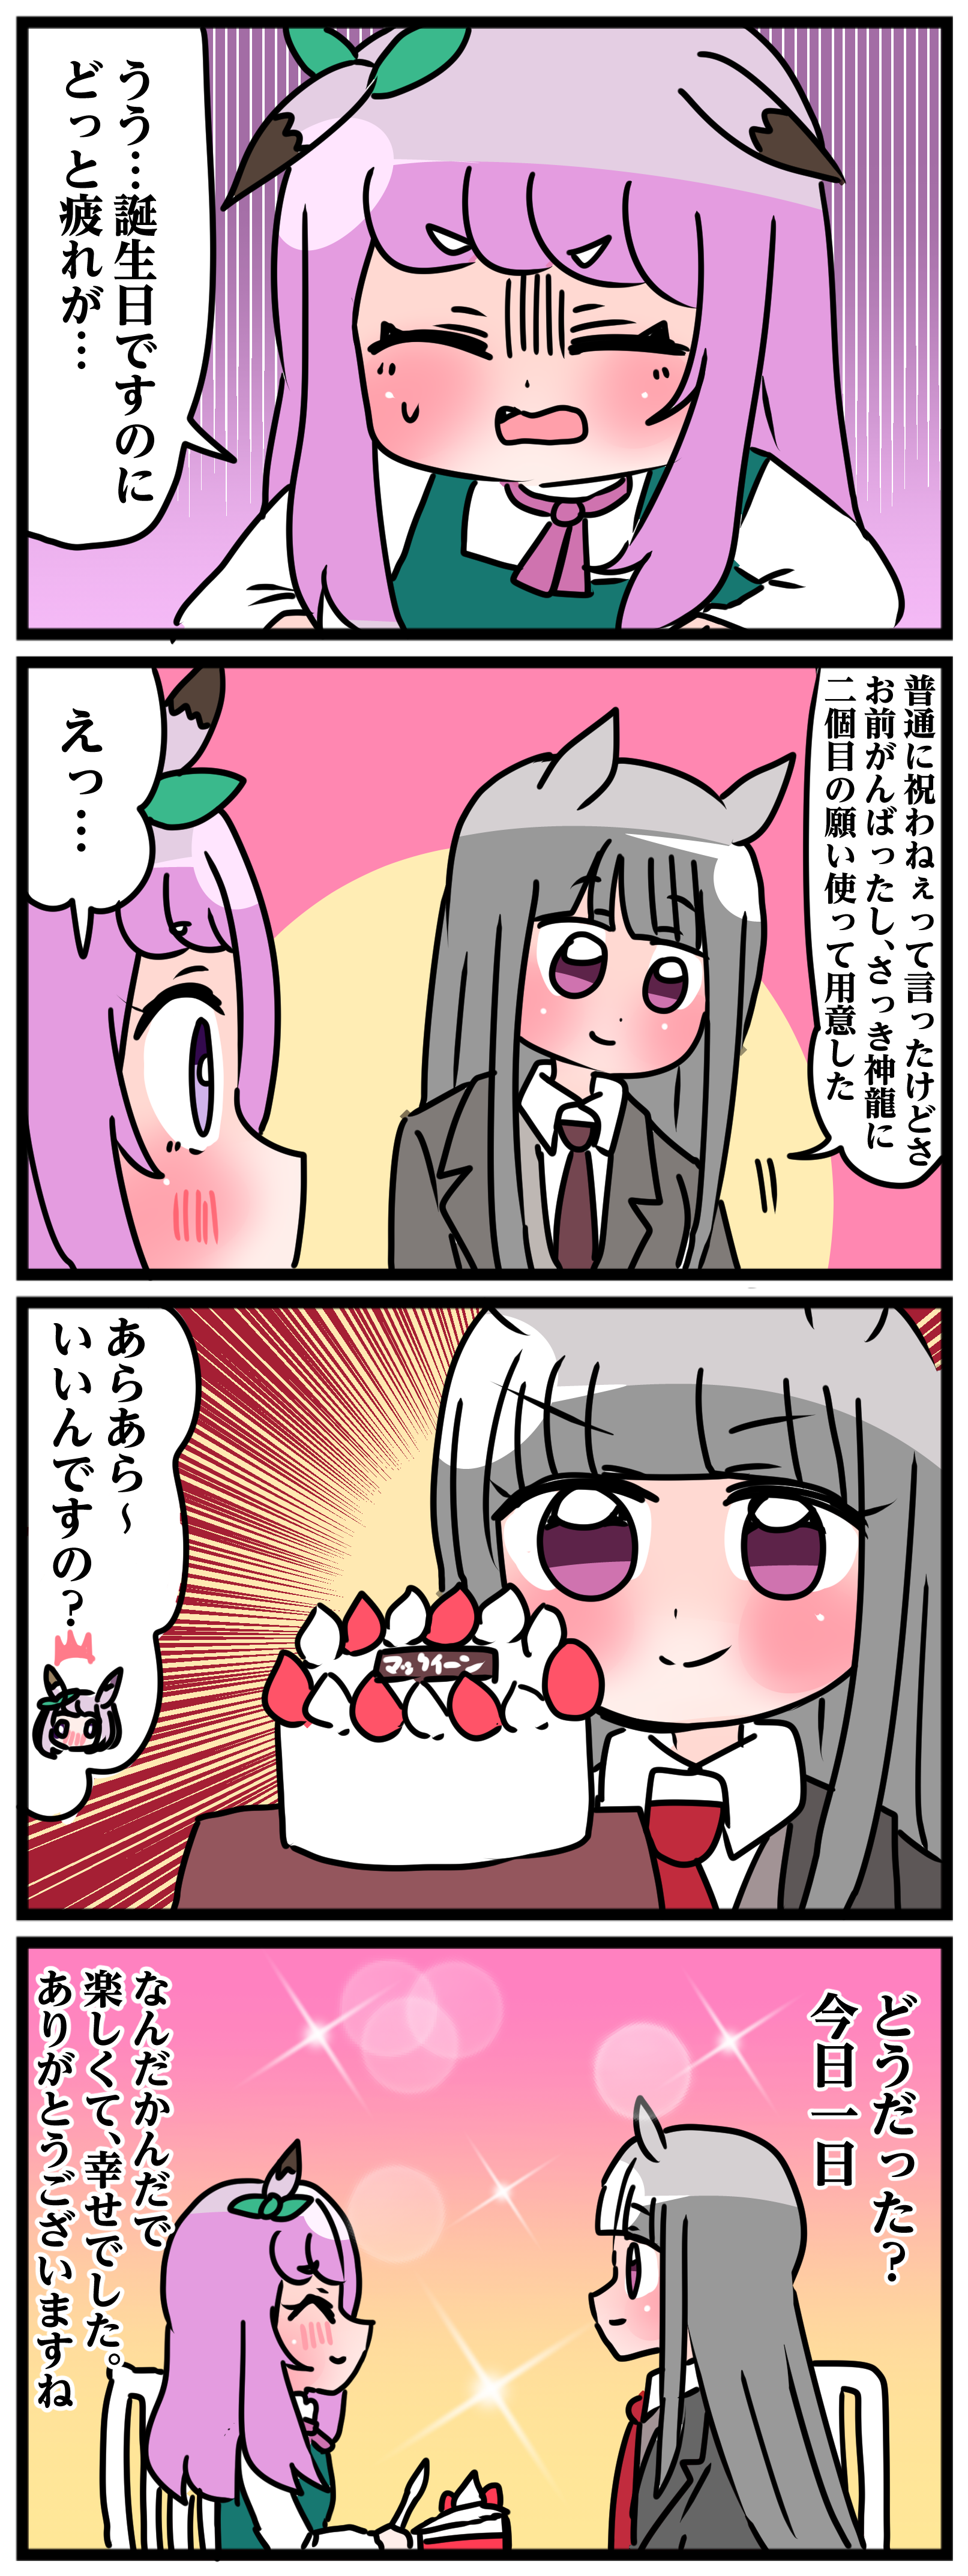 うう…誕生日ですのに
どっと疲れが…
普通に祝わねぇって言ったけどさ
お前がんばったし、さっき神龍に
二個目の願い使って用意した
えっ…
あらあら～
いいんですの？
マックイーン
どうだった？
今日一日
なんだかんだで
楽しくて、幸せでした。
ありがとうございますね